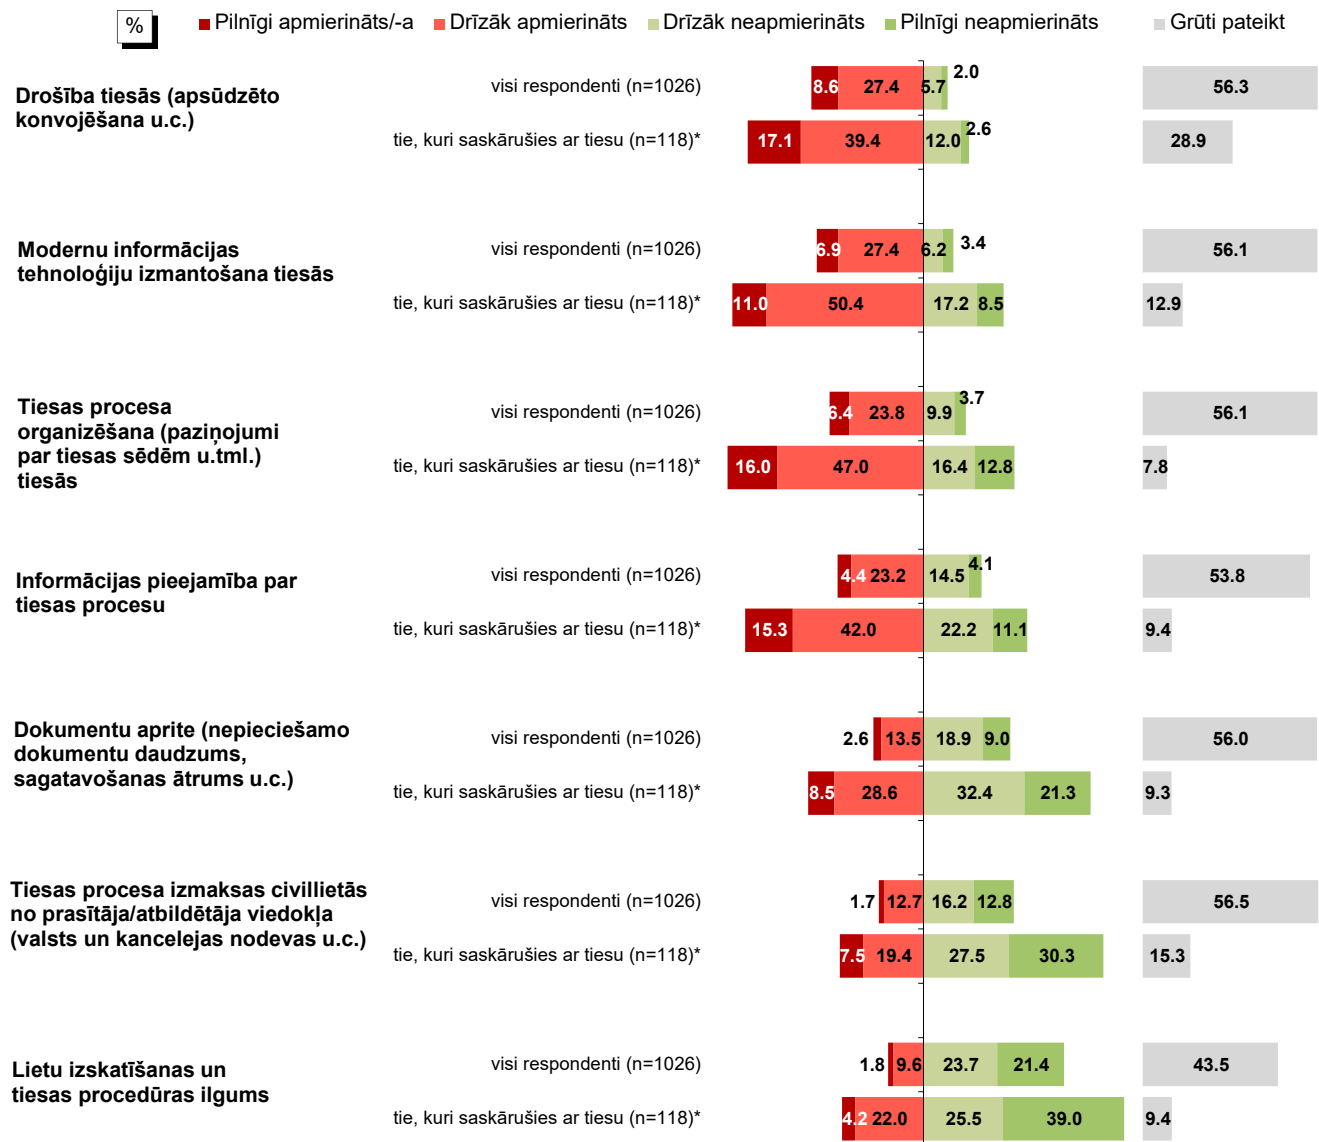 %
Pilnīgi apmierināts/-a
Drīzāk apmierināts
Drīzāk neapmierināts
Pilnīgi neapmierināts
Grūti pateikt
Drošība tiesās (apsūdzēto
konvojēšana u.c.)
visi respondenti (n=1026)
8.6 27.4 5.7 2.0 56.3
tie, kuri saskārušies ar tiesu (n=118)*
17.1 39.4 12.0 2.6 28.9
Modernu informācijas
tehnoloģiju izmantošana tiesās
visi respondenti (n=1026)
6.9 27.4 6.2 3.4 56.1
tie, kuri saskārušies ar tiesu (n=118)*
11.0 50.4 17.2 8.5 12.9
Tiesas procesa
organizēšana (paziņojumi
par tiesas sēdēm u.tml.)
tiesās
visi respondenti (n=1026)
6.4 23.8 9.9 3.7 56.1
tie, kuri saskārušies ar tiesu (n=118)*
16.0 47.0 16.4 12.8 7.8
Informācijas pieejamība par
tiesas procesu
visi respondenti (n=1026)
4.4 23.2 14.5 4.1 53.8
tie, kuri saskārušies ar tiesu (n=118)*
15.3 42.0 22.2 11.1 9.4
Dokumentu aprite (nepieciešamo
dokumentu daudzums,
sagatavošanas ātrums u.c.)
visi respondenti (n=1026)
2.6 13.5 18.9 9.0 56.0
tie, kuri saskārušies ar tiesu (n=118)*
8.5 28.6 32.4 21.3 9.3
Tiesas procesa izmaksas civillietās
no prasītāja/atbildētāja viedokļa
(valsts un kancelejas nodevas u.c.)
visi respondenti (n=1026)
1.7 12.7 16.2 12.8 56.5
tie, kuri saskārušies ar tiesu (n=118)*
7.5 19.4 27.5 30.3 15.3
Lietu izskatīšanas un
tiesas procedūras ilgums
visi respondenti (n=1026)
1.8 9.6 23.7 21.4 43.5
tie, kuri saskārušies ar tiesu (n=118)*
4.2 22.0 25.5 39.0 9.4